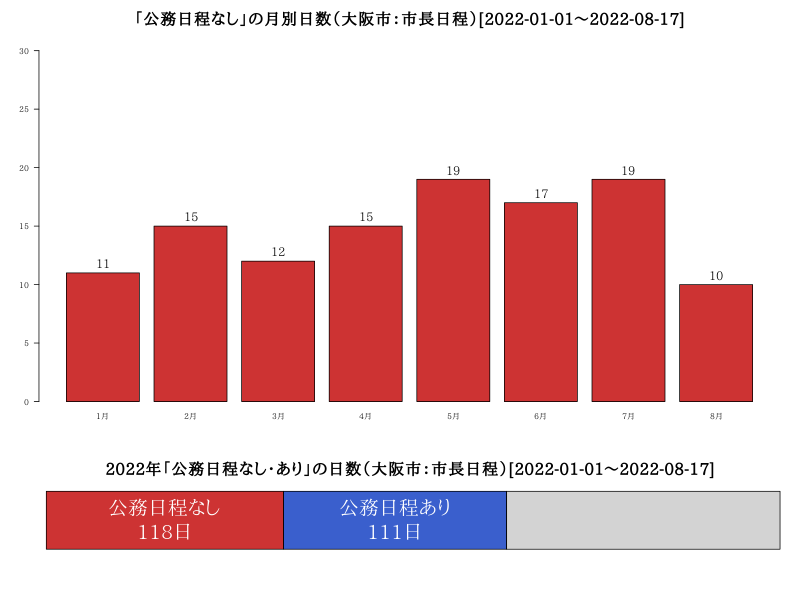 「公務日程なし」の月別日数（大阪市：市長日程）[2022-01-01〜2022-08-17]
30
25
20
15
10
5
0
11
15
12
15
19
17
19
10
1月
2月
3月
4月
5月
6月
7月
8月
2022年「公務日程なし・あり」の日数（大阪市：市長日程）[2022-01-01〜2022-08-17]
公務日程なし
118日
公務日程あり
111日